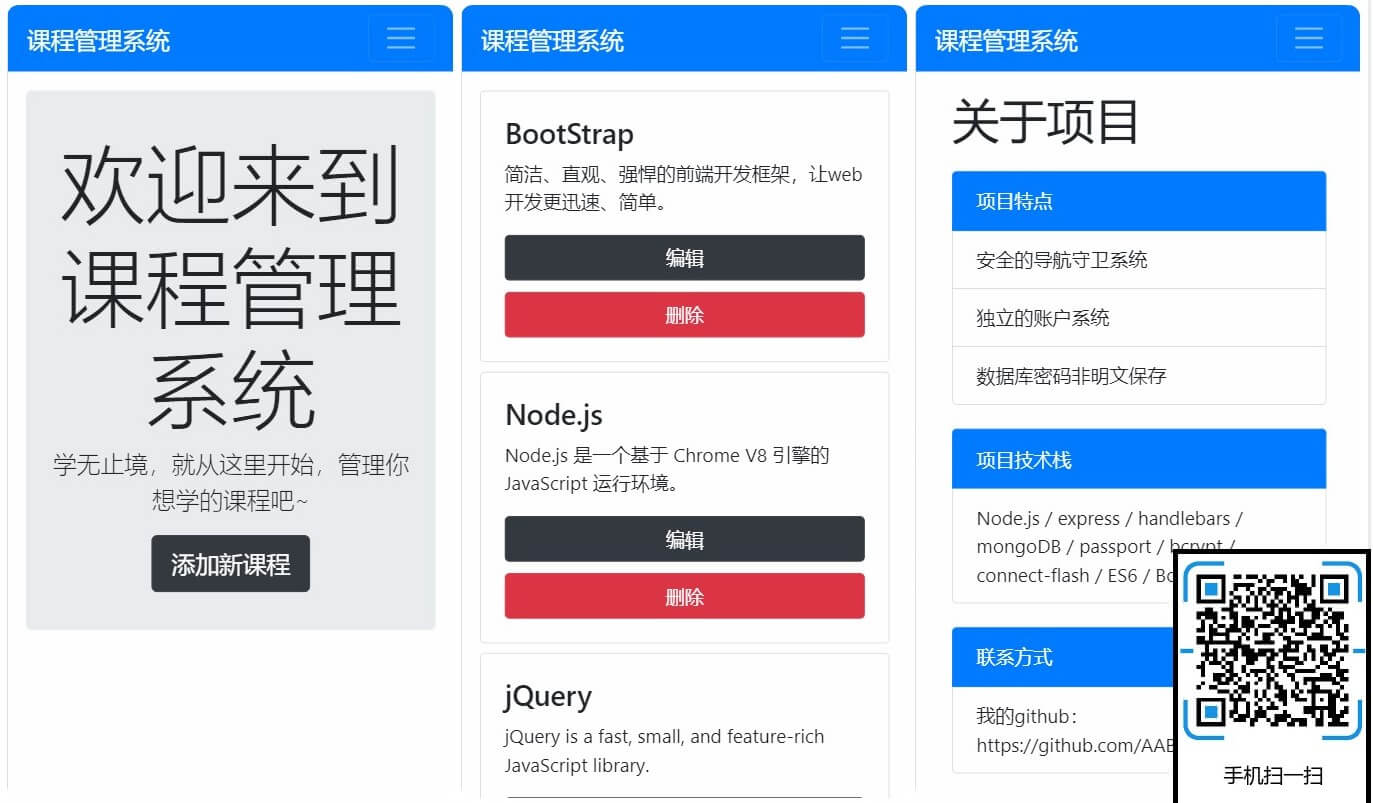 课程管理系统
欢迎来到
课程管理
系统
学无止境，就从这里开始，管理你
想学的课程吧~
添加新课程
课程管理系统
BootStrap
简洁、直观、强悍的前端开发框架，让web
开发更迅速、简单。
编辑
删除
Node.js
Node.js 是一个基于 Chrome V8 引擎的
JavaScript 运行环境。
编辑
删除
jQuery
jQuery is a fast, small, and feature-rich
JavaScript library.
课程管理系统
关于项目
项目特点
安全的导航守卫系统
独立的账户系统
数据库密码非明文保存
项目技术栈
Node.js / express / handlebars /
mongoDB / passport / bcrypt /
connect-flash / ES6 /
联系方式
我的github：
https://github.com/AAB
手机扫一扫